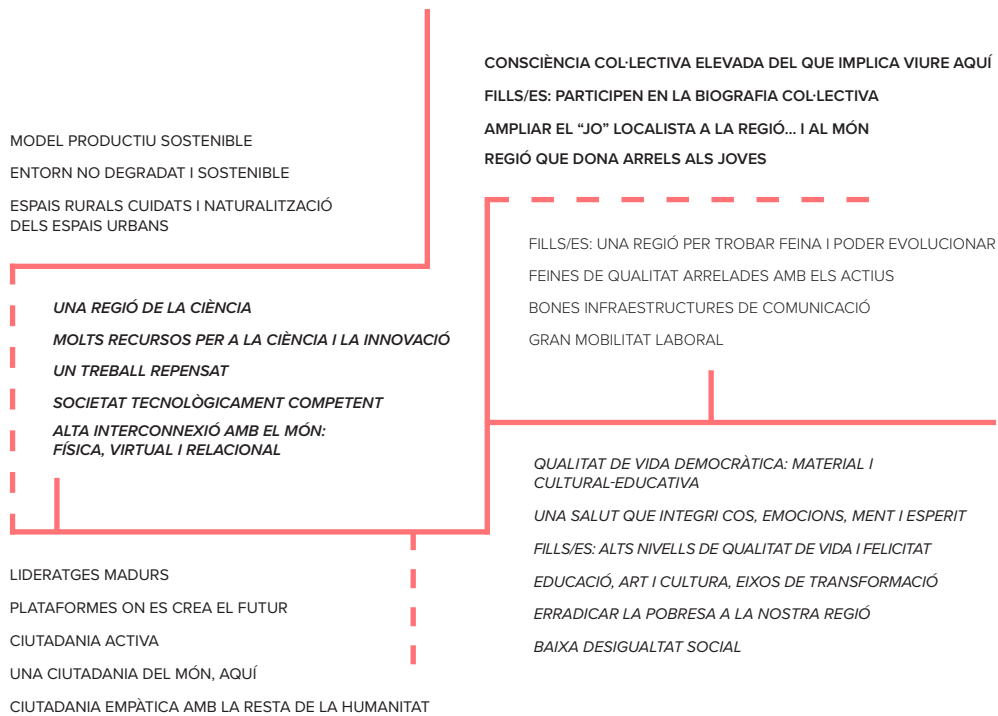 CONSCIÈNCIA COL·LECTIVA ELEVADA DEL QUE IMPLICA VIURE AQUÍ
FILLS/ES: PARTICIPEN EN LA BIOGRAFIA COL·LECTIVA
AMPLIAR EL “JO” LOCALISTA A LA REGIÓ... I AL MÓN
REGIÓ QUE DONA ARRELS ALS JOVES
MODEL PRODUCTIU SOSTENIBLE
ENTORN NO DEGRADAT I SOSTENIBLE
ESPAIS RURALS CUIDATS I NATURALITZACIÓ
DELS ESPAIS URBANS
FILLS/ES: UNA REGIÓ PER TROBAR FEINA I PODER EVOLUCIONAR
FEINES DE QUALITAT ARRELADES AMB ELS ACTIUS
BONES INFRAESTRUCTURES DE COMUNICACIÓ
GRAN MOBILITAT LABORAL
UNA REGIÓ DE LA CIÈNCIA
MOLTS RECURSOS PER A LA CIÈNCIA I LA INNOVACIÓ
UN TREBALL REPENSAT
SOCIETAT TECNOLÒGICAMENT COMPETENT
ALTA INTERCONNEXIÓ AMB EL MÓN:
FÍSICA, VIRTUAL I RELACIONAL
QUALITAT DE VIDA DEMOCRÀTICA: MATERIAL I
CULTURAL-EDUCATIVA
UNA SALUT QUE INTEGRI COS, EMOCIONS, MENT I ESPERIT
FILLS/ES: ALTS NIVELLS DE QUALITAT DE VIDA I FELICITAT
EDUCACIÓ, ART I CULTURA, EIXOS DE TRANSFORMACIÓ
ERRADICAR LA POBRESA A LA NOSTRA REGIÓ
BAIXA DESIGUALTAT SOCIAL
LIDERATGES MADURS
PLATAFORMES ON ES CREA EL FUTUR
CIUTADANIA ACTIVA
UNA CIUTADANIA DEL MÓN, AQUÍ
CIUTADANIA EMPÀTICA AMB LA RESTA DE LA HUMANITAT